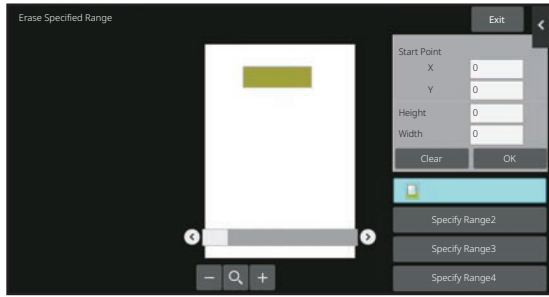 Erase Specified Range
Exit
Start Point
X 0
Y 0
Height 0
Width 0
Clear OK
Specify Range2
Specify Range3
Specify Range4